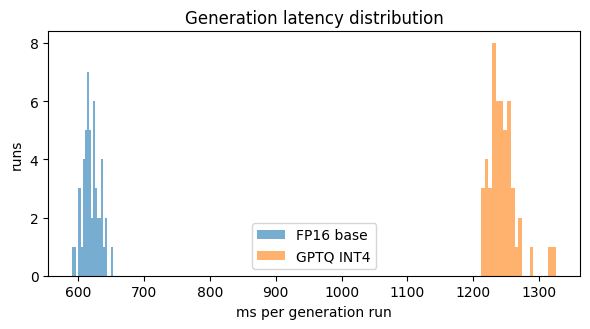 Generation latency distribution
runs
8
6
4
2
0
FP16 base
GPTQ INT4
600 700 800 900 1000 1100 1200 1300
ms per generation run